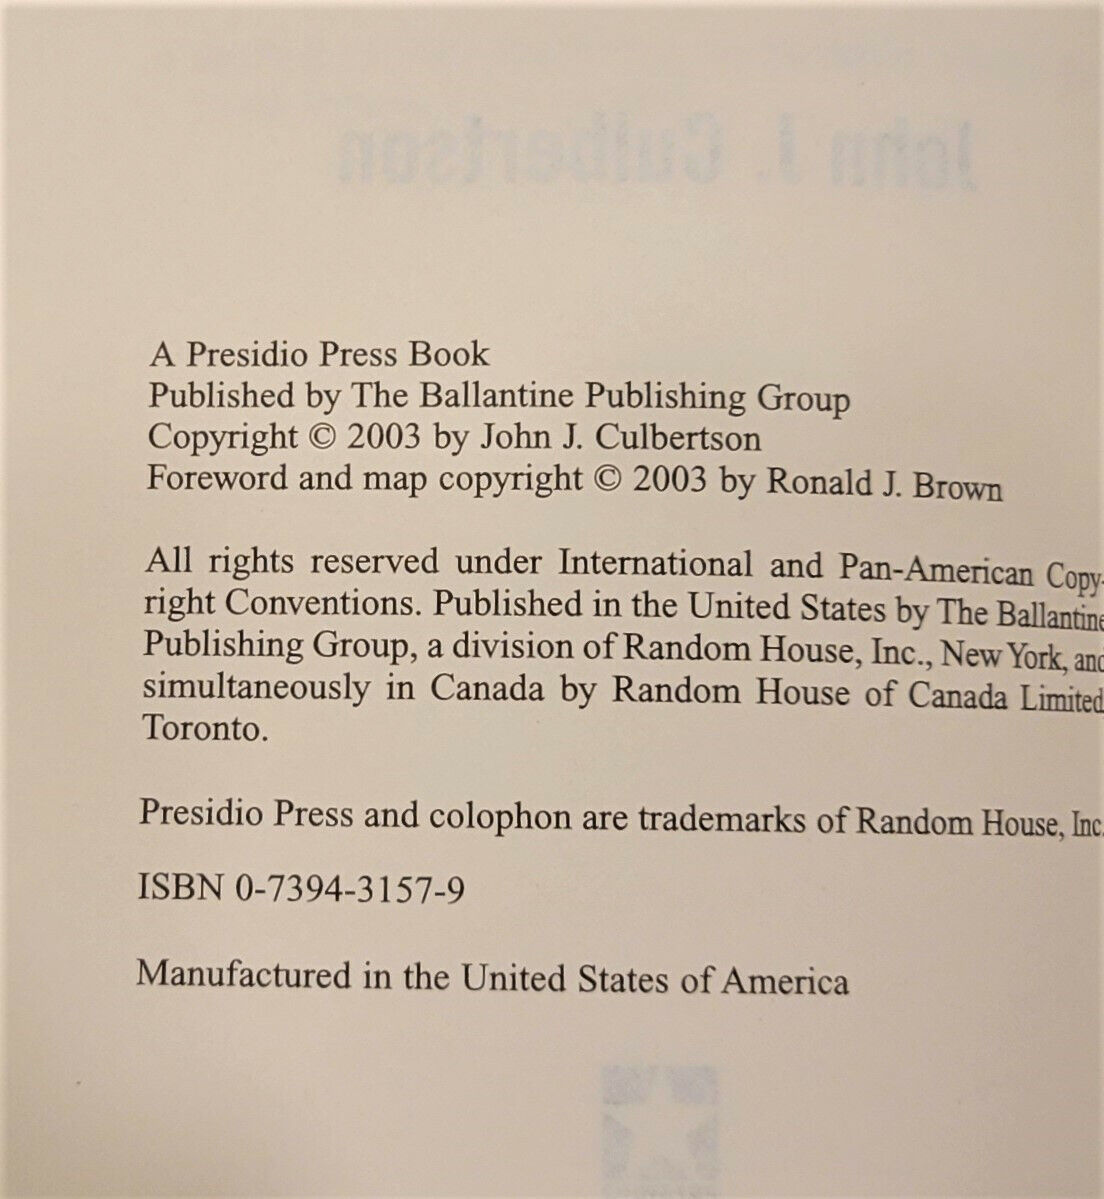 John J. Culbertson
A Presidio Press Book
Published by The Ballantine Publishing Group
Copyright © 2003 by John J. Culbertson
Foreword and map copyright © 2003 by Ronald J. Brown
All rights reserved under International and Pan-American Copy-
right Conventions. Published in the United States by The Ballantine
Publishing Group, a division of Random House, Inc., New York, and
simultaneously in Canada by Random House of Canada Limited
Toronto.
Presidio Press and colophon are trademarks of Random House, Inc.
ISBN 0-7394-3157-9
Manufactured in the United States of America